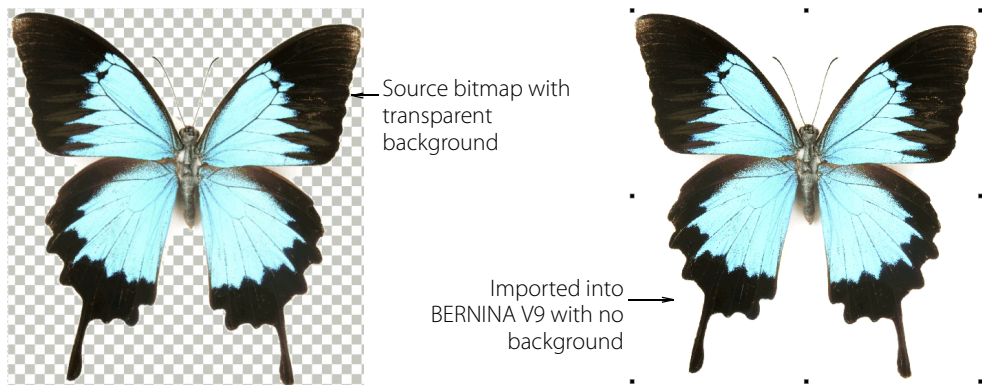 Source bitmap with
transparent
background
Imported into
BERNINA V9 with no
background